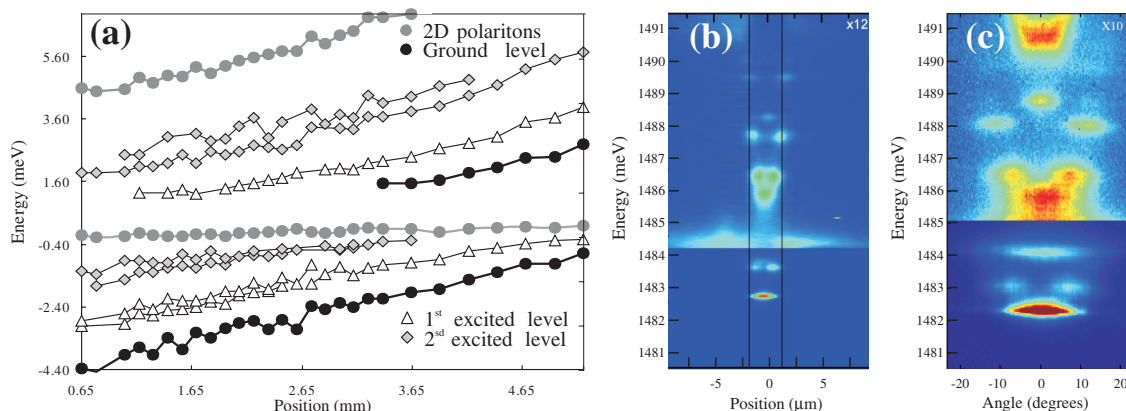 (a)
2D polaritons
Ground level
5.60
3.60
1.60
-0.40
-2.40
-4.40
Energy (meV)
1st excited level
2sd excited level
0.65
1.65
2.65
3.65
4.65
Position (mm)
(b)
x12
1491
1490
1489
1488
1487
1486
1485
1484
1483
1482
1481
Energy (meV)
-5
0
5
Position (µm)
(c)
X10
1491
1490
1489
1488
1487
1486
1485
1484
1483
1482
1481
Energy (meV)
-20
-10
0
10
20
Angle (degrees)